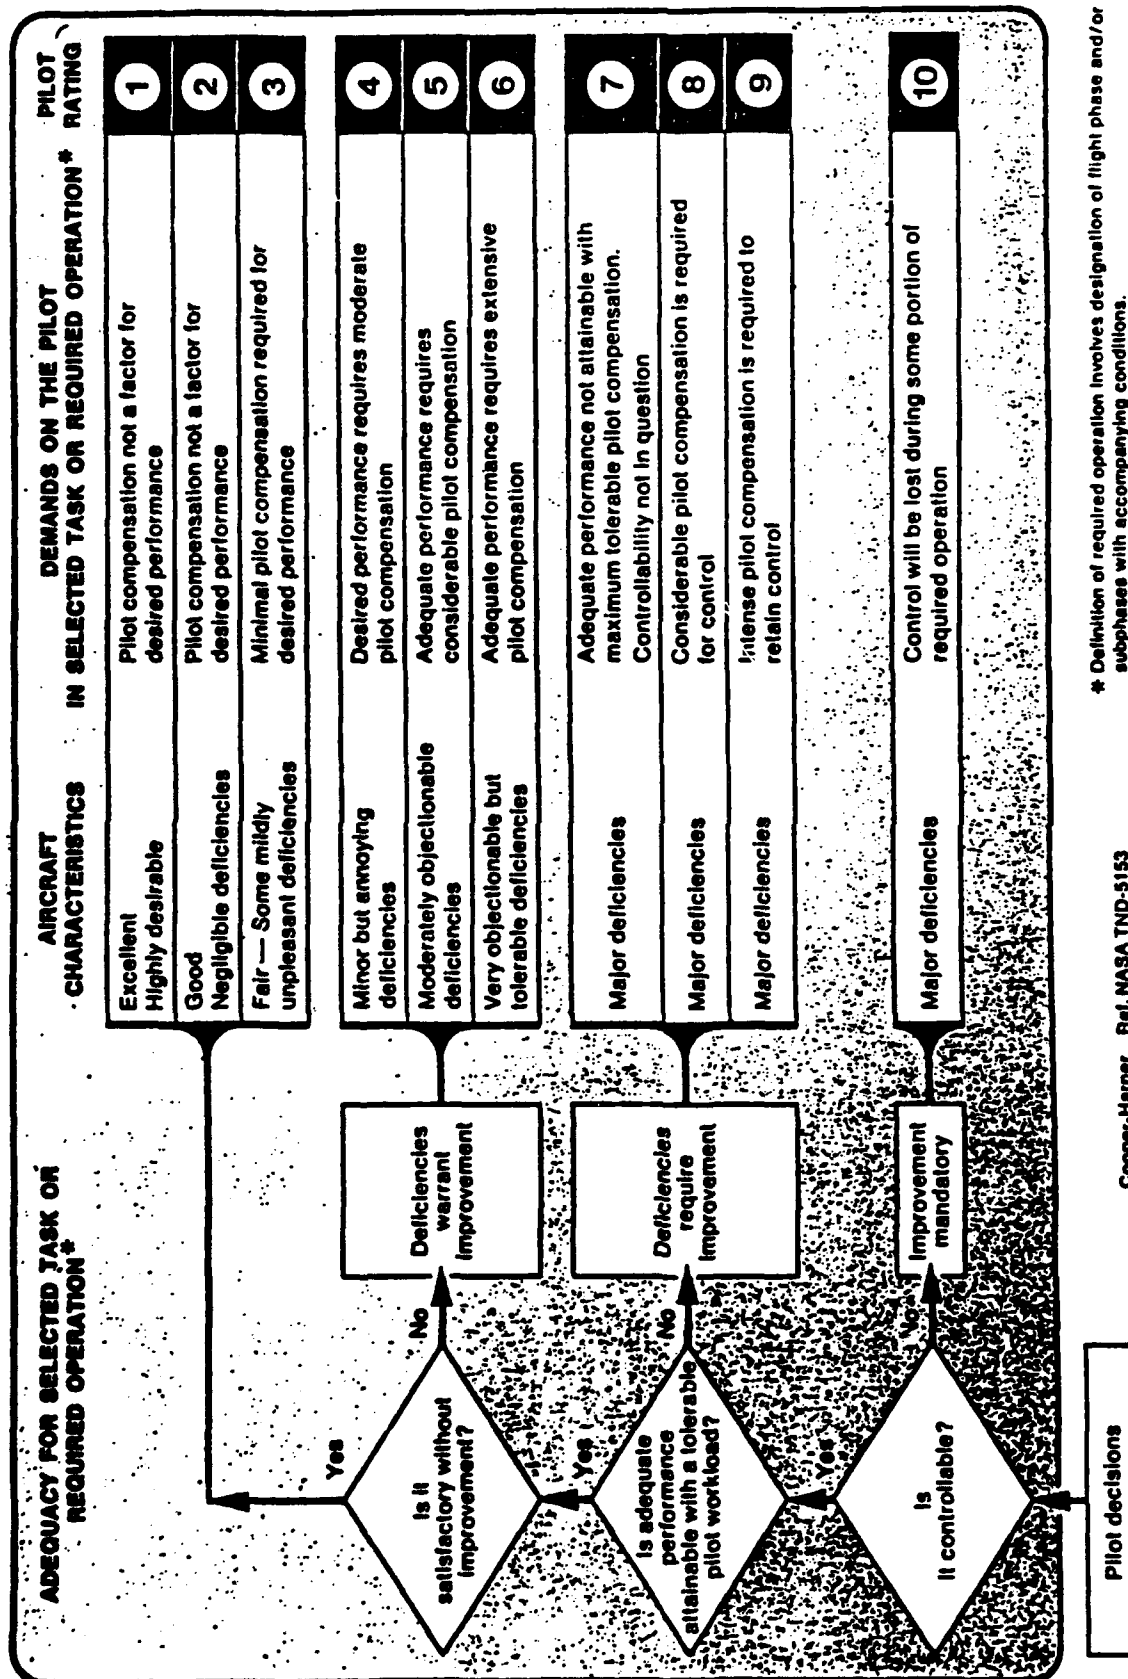 ADEQUACY FOR SELECTED TASK OR
REQUIRED OPERATION*
AIRCRAFT
CHARACTERISTICS
DEMANDS ON THE PILOT
IN SELECTED TASK OR REQUIRED OPERATION*
PILOT
RATING
Excellent
Highly desirable
Pilot compensation not a factor for
desired performance
1
Good
Negligible deficiencies
Pilot compensation not a factor for
desired performance
2
Fair — Some mildly
unpleasant deficiencies
Minimal pilot compensation required for
desired performance
3
Yes
Is it
satisfactory without
improvement?
No
Deficiencies
warrant
improvement
Minor but annoying
deficiencies
Desired performance requires moderate
pilot compensation
4
Moderately objectionable
deficiencies
Adequate performance requires
considerable pilot compensation
5
Very objectionable but
tolerable deficiencies
Adequate performance requires extensive
pilot compensation
6
Yes
Is adequate
performance
attainable with a tolerable
pilot workload?
No
Deficiencies
require
improvement
Major deficiencies
Adequate performance not attainable with
maximum tolerable pilot compensation.
Controllability not in question
7
Major deficiencies
Considerable pilot compensation is required
for control
8
Major deficiencies
Intense pilot compensation is required to
retain control
9
Yes
Is
it controllable?
No
Improvement
mandatory
Major deficiencies
Control will be lost during some portion of
required operation
10
Pilot decisions
Cooper-Harper Ref. NASA TND-5153
* Definition of required operation involves designation of flight phase and/or
subphases with accompanying conditions.